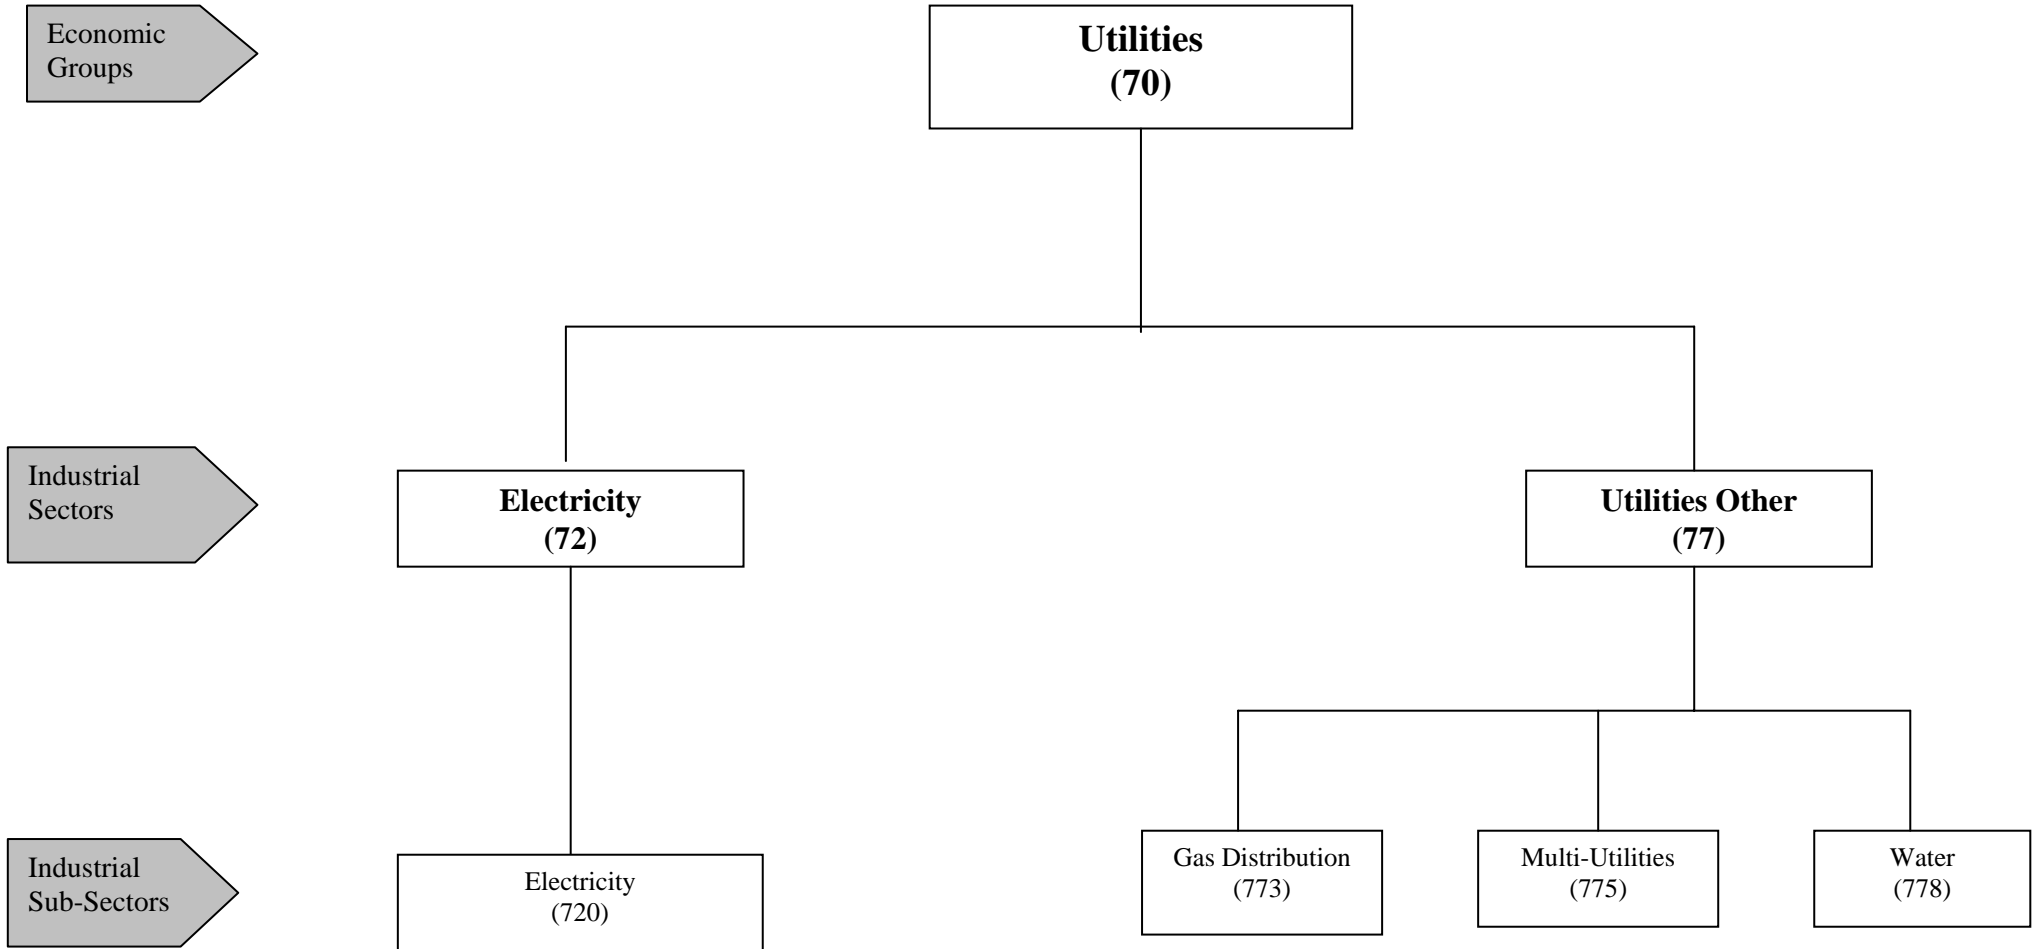 Economic
Groups
Utilities
(70)
Industrial
Sectors
Electricity
(72)
Utilities Other
(77)
Industrial
Sub-Sectors
Electricity
(720)
Gas Distribution
(773)
Multi-Utilities
(775)
Water
(778)